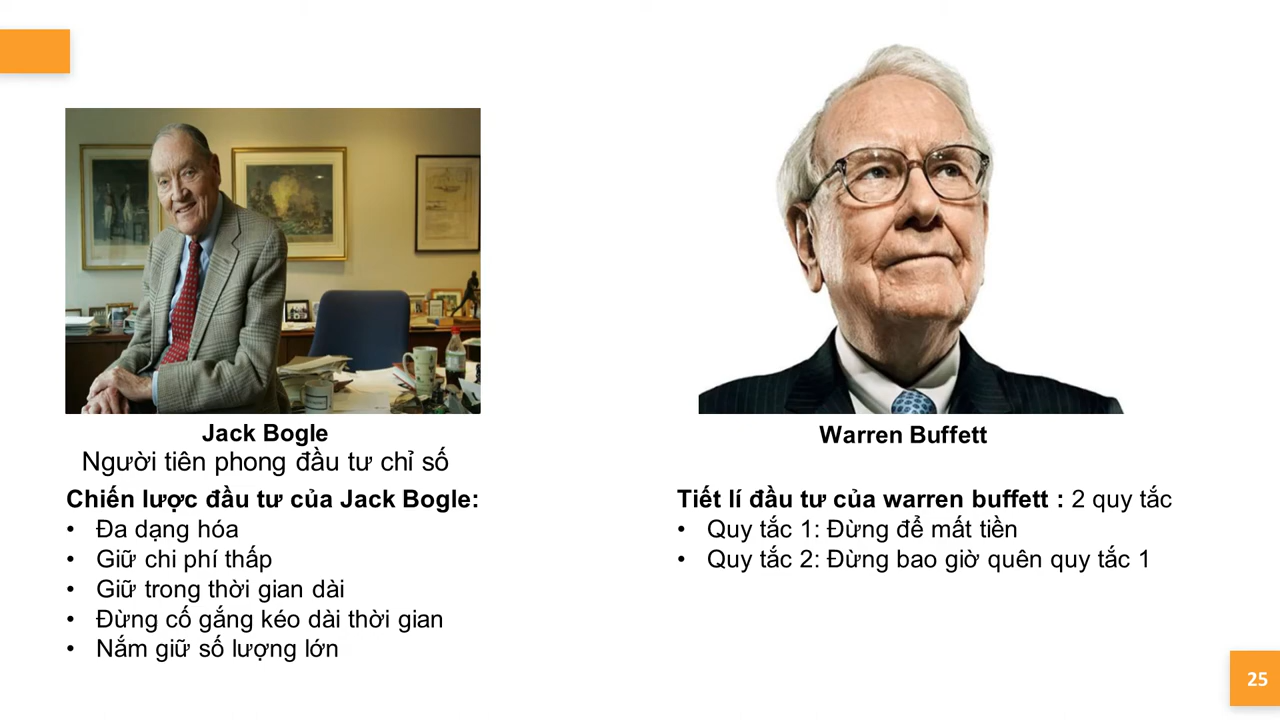 Jack Bogle
Người tiên phong đầu tư chỉ số
Chiến lược đầu tư của Jack Bogle:
• Đa dạng hóa
• Giữ chi phí thấp
• Giữ trong thời gian dài
• Đừng cố gắng kéo dài thời gian
• Nắm giữ số lượng lớn
Warren Buffett
Tiết lí đầu tư của warren buffett : 2 quy tắc
• Quy tắc 1: Đừng để mất tiền
• Quy tắc 2: Đừng bao giờ quên quy tắc 1
25